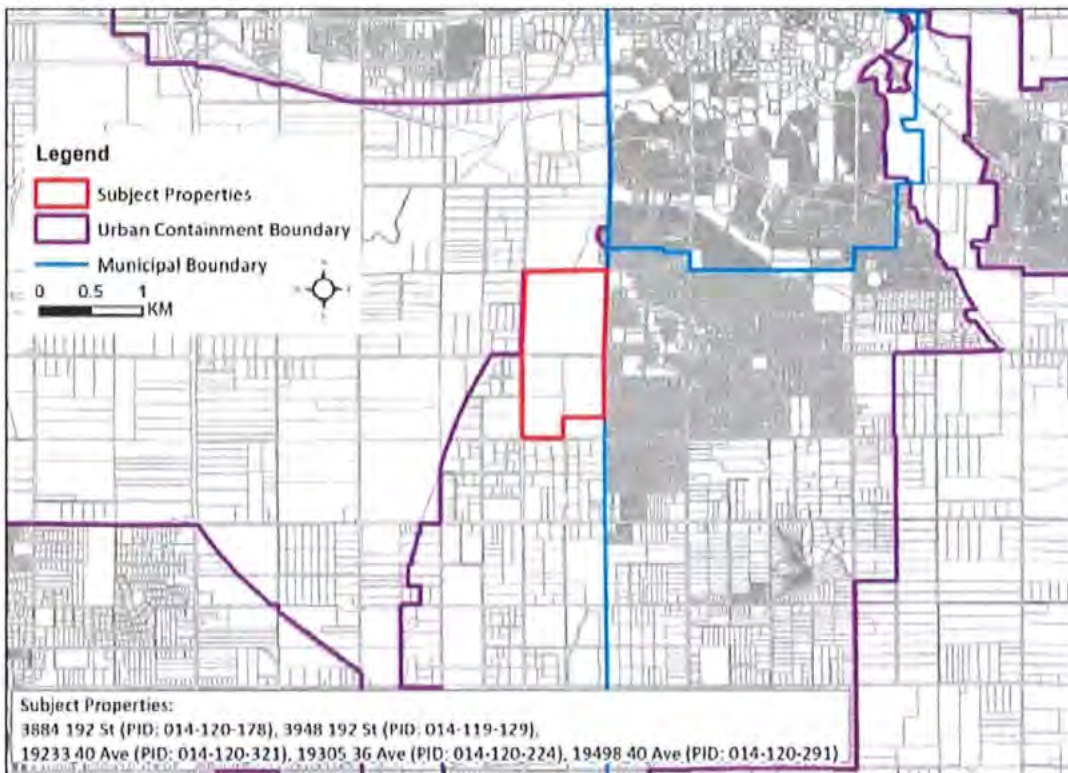 Legend
Subject Properties
Urban Containment Boundary
Municipal Boundary
0 0.5 1
KM
Subject Properties:
3884 192 St (PID: 014-120-178), 3948 192 St (PID: 014-119-129),
19233 40 Ave (PID: 014-120-321), 19305 36 Ave (PID: 014-120-224), 19498 40 Ave (PID: 014-120-291)